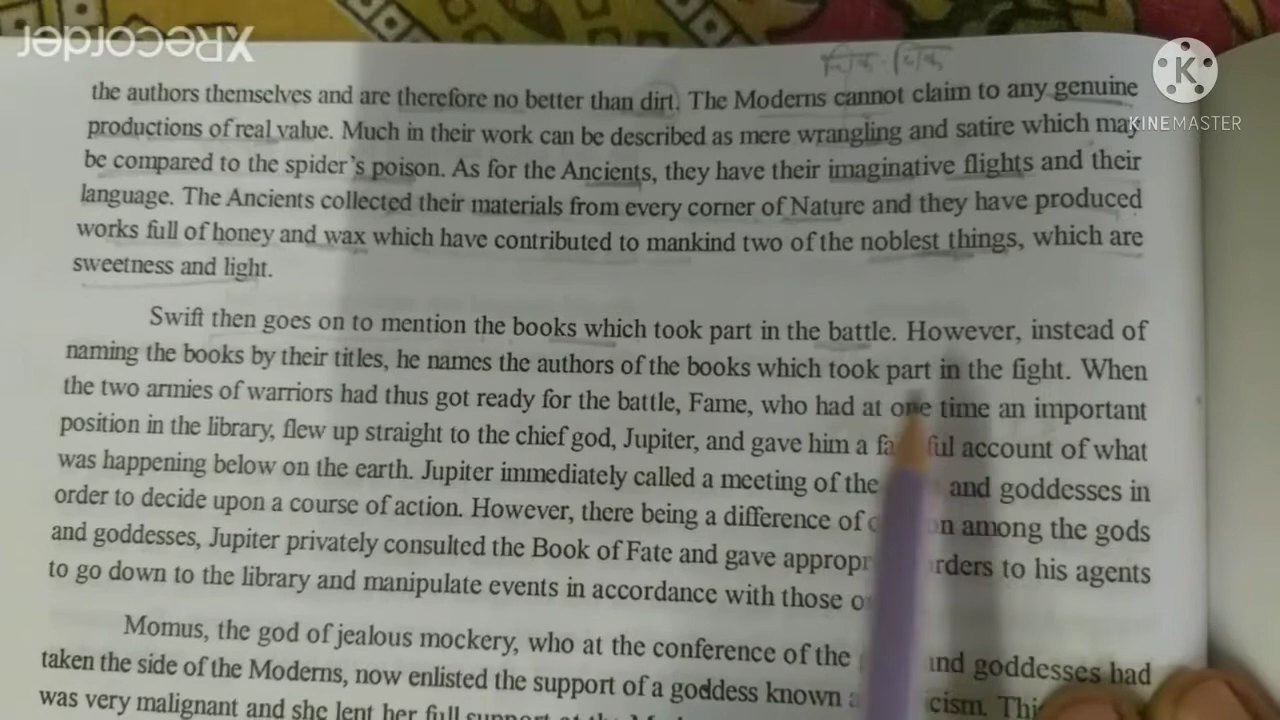 XRecorder
KINEMASTER
the authors themselves and are therefore no better than dirt. The Moderns cannot claim to any genuine
productions of real value. Much in their work can be described as mere wrangling and satire which may
be compared to the spider's poison. As for the Ancients, they have their imaginative flights and their
language. The Ancients collected their materials from every corner of Nature and they have produced
works full of honey and wax which have contributed to mankind two of the noblest things, which are
sweetness and light.
Swift then goes on to mention the books which took part in the battle. However, instead of
naming the books by their titles, he names the authors of the books which took part in the fight. When
the two armies of warriors had thus got ready for the battle, Fame, who had at one time an important
position in the library, flew up straight to the chief god, Jupiter, and gave him a account of what
was happening below on the earth. Jupiter immediately called a meeting of the and goddesses in
order to decide upon a course of action. However, there being a difference of among the gods
and goddesses, Jupiter privately consulted the Book of Fate and gave to his agents
to go down to the library and manipulate events in accordance with those
Momus, the god of jealous mockery, who at the conference of the and goddesses had
taken the side of the Moderns, now enlisted the support of a goddess known
was very malignant and she lent her full